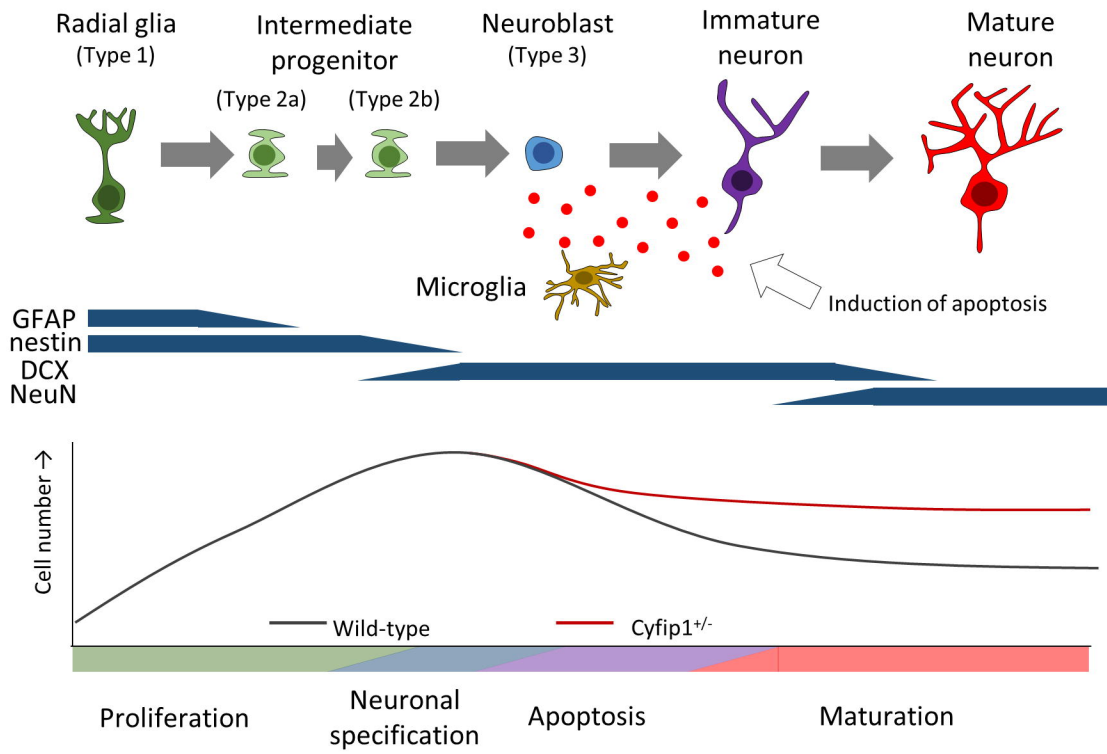 Radial glia
(Type 1)
Intermediate
progenitor
(Type 2a)
(Type 2b)
Neuroblast
(Type 3)
Immature
neuron
Mature
neuron
Microglia
Induction of apoptosis
GFAP
nestin
DCX
NeuN
Cell number →
Wild-type
Cyfip1+/-
Proliferation
Neuronal
specification
Apoptosis
Maturation